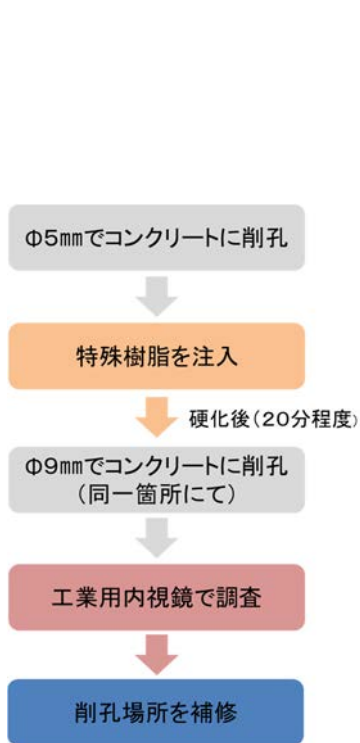 Φ5㎜でコンクリートに削孔
特殊樹脂を注入
硬化後(20分程度)
Φ9㎜でコンクリートに削孔
(同一箇所にて)
工業用内視鏡で調査
削孔場所を補修